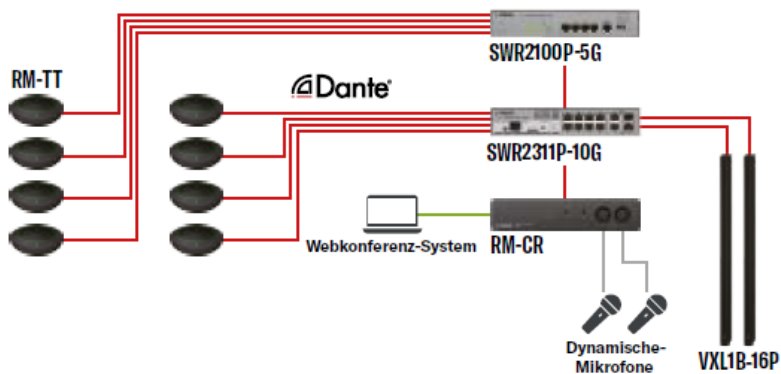 SWR2100P-5G
RM-TT
Dante
SWR2311P-10G
Webkonferenz-System
RM-CR
Dynamische-
Mikrofone
VXL1B-16P